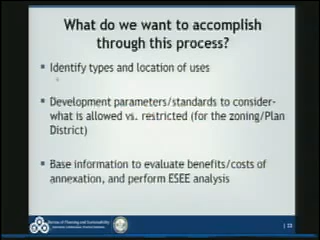 What do we want to accomplish
through this process?
▪ Identify types and location of uses
▪ Development parameters/standards to consider-
what is allowed vs. restricted (for the zoning/Plan
District)
▪ Base information to evaluate benefits/costs of
annexation, and perform ESEE analysis
Bureau of Planning and Sustainability